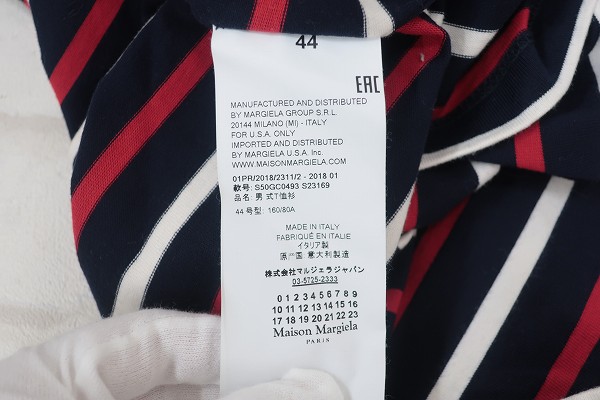 44
EAC
MANUFACTURED AND DISTRIBUTED
BY MARGIELA GROUP S.R.L.
20144 MILANO (MI) - ITALY
FOR U.S.A. ONLY
IMPORTED AND DISTRIBUTED
BY MARGIELA U.S.A. Inc.
WWW.MAISONMARGIELA.COM
01PR/2018/2311/2 - 2018 01
款号: S50GC0493 S23169
品名: 男 式T恤衫
44 号型: 160/80A
MADE IN ITALY
FABRIQUÉ EN ITALIE
イタリア製
原产国: 意大利製造
株式会社マルジェラジャパン
03-5725-2333
0 1 2 3 4 5 6 7 8 9
10 11 12 13 14 15 16
17 18 19 20 21 22 23
Maison Margiela
PARIS